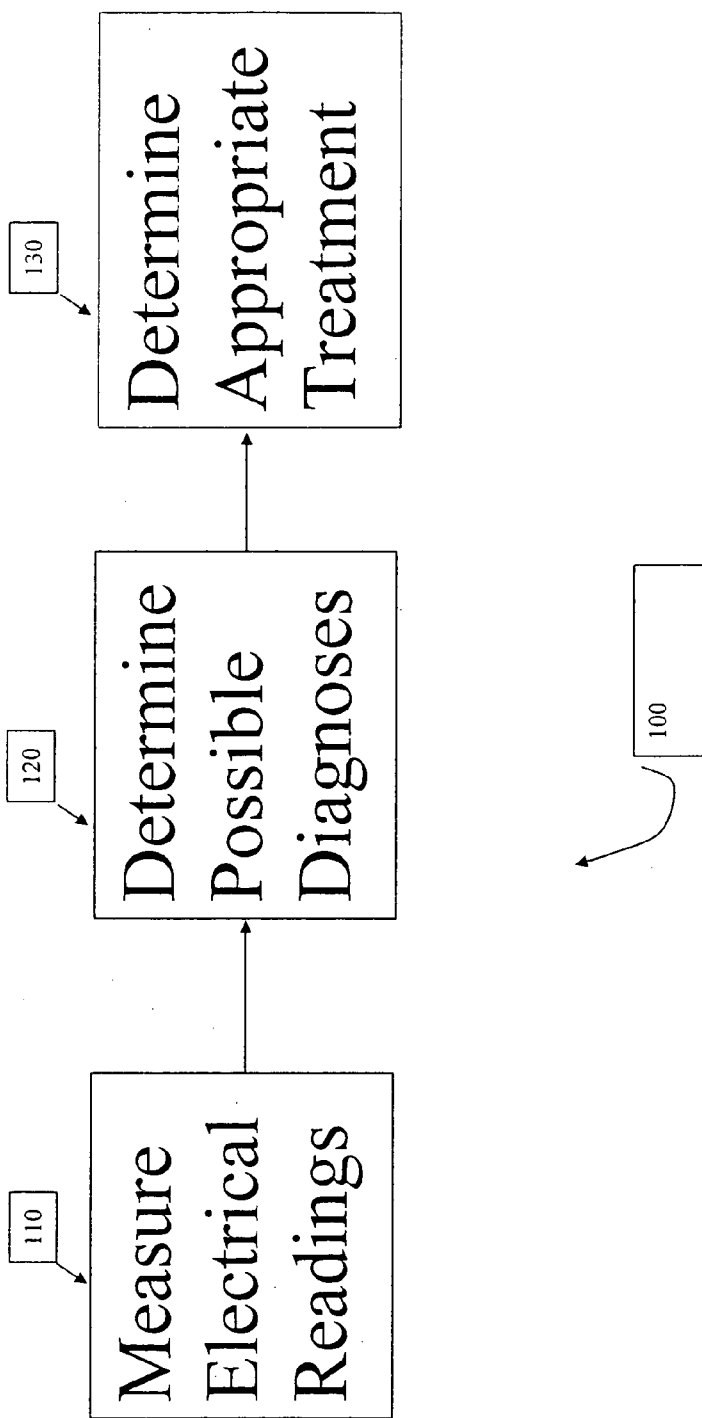 110
Measure
Electrical
Readings
120
Determine
Possible
Diagnoses
130
Determine
Appropriate
Treatment
100